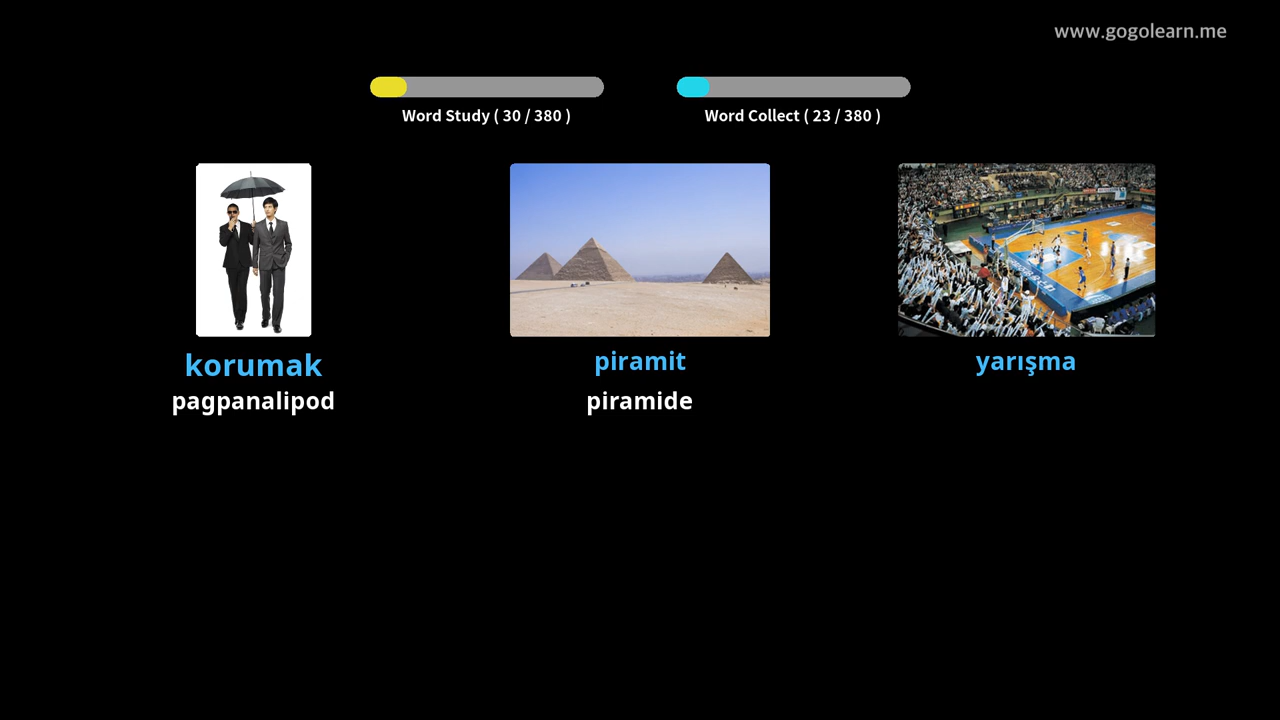 www.gogolearn.me
Word Study ( 30 / 380 )
Word Collect ( 23 / 380 )
korumak
piramit
yarışma
pagpanalipod
piramide